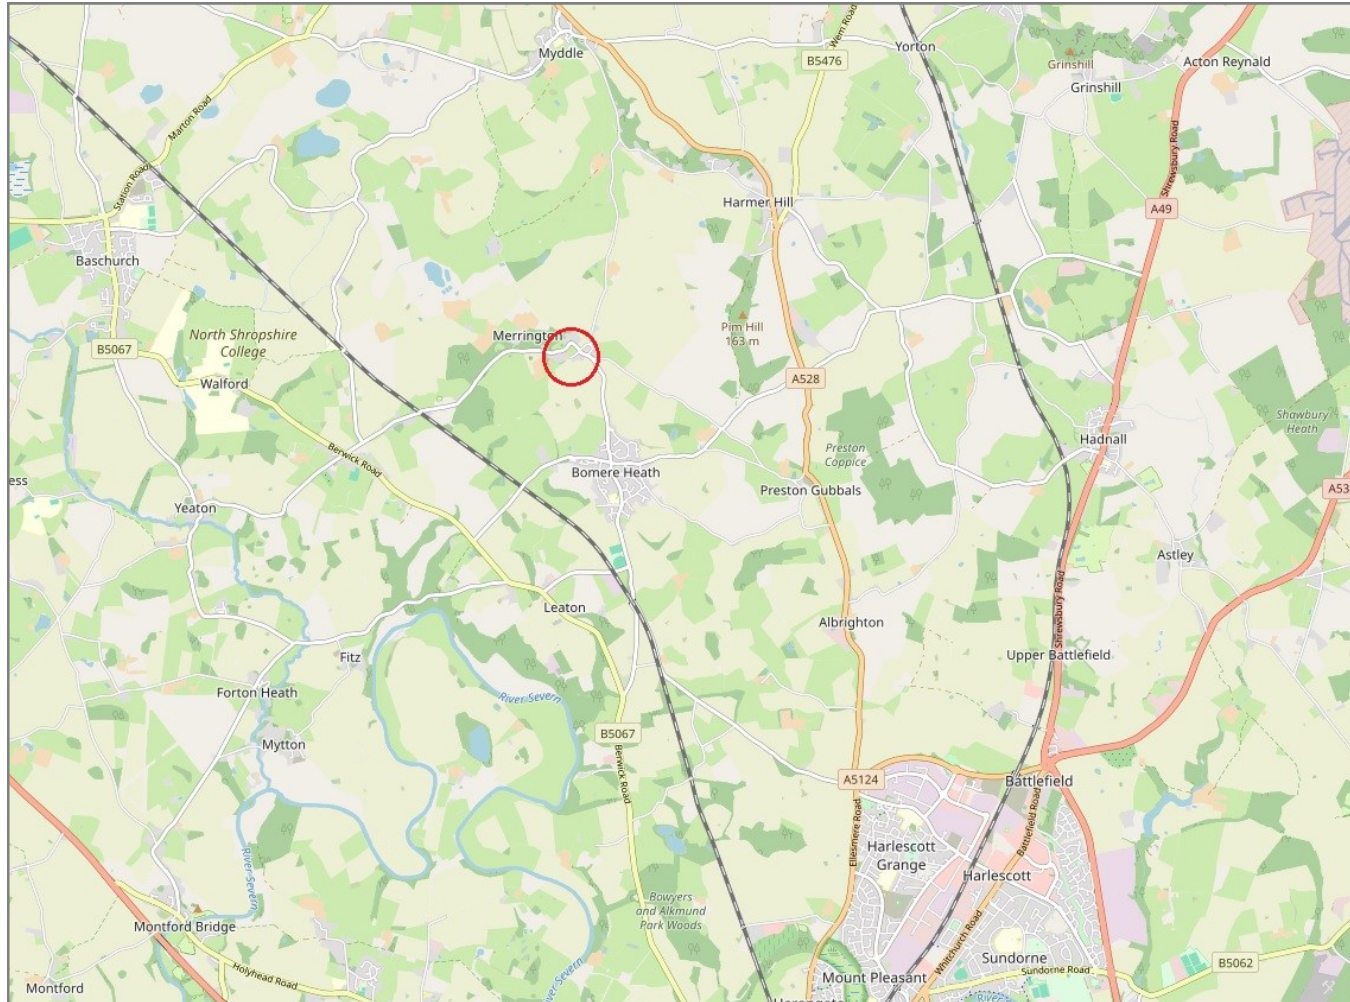 Myddle
Wem Road
B5476
Yorton
Grinshill
Grinshill
Acton Reynald
Shrewsbury Road
A49
Marton Road
Station Road
Baschurch
Harmer Hill
North Shropshire
College
Merrington
Pim Hill
163 m
B5067
Walford
A528
Shawbury
Heath
Hadnall
Berwick Road
Bomere Heath
Preston
Coppice
Preston Gubbals
ess
Yeaton
A53
Astley
Leaton
Albrighton
Shrewsbury Road
Upper Battlefield
Fitz
Forton Heath
River Severn
B5067
Mytton
Berwick Road
A5124
Battlefield
Ellesmere Road
Battlefield Road
Harlescott
Grange
Harlescott
River Severn
Bowyers
and Alkmund
Park Woods
Montford Bridge
Whitchurch Road
Sundorne
Sundorne Road
B5062
Holyhead Road
River Severn
Mount Pleasant
Montford
River